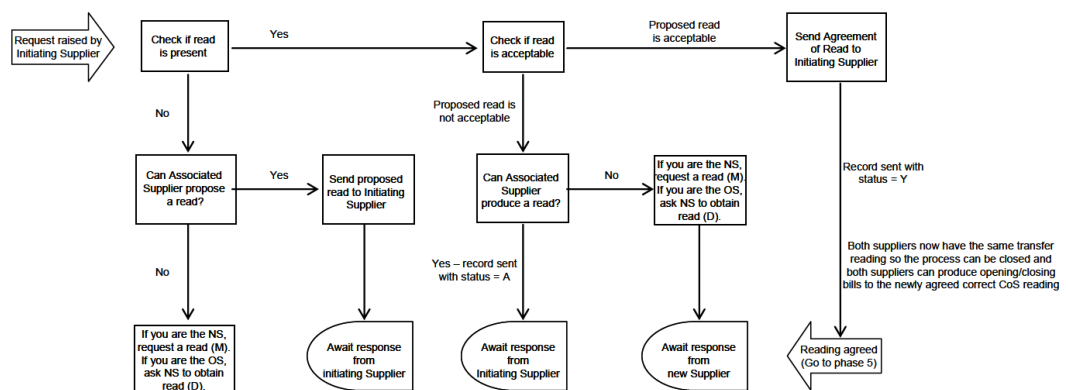 Request raised by
Initiating Supplier
Check if read
is present
Yes
Check if read
is acceptable
Proposed read
is acceptable
Send Agreement
of Read to
Initiating Supplier
No
Proposed read is
not acceptable
Can Associated
Supplier propose
a read?
Yes
Send proposed
read to Initiating
Supplier
Can Associated
Supplier
produce a read?
No
If you are the NS,
request a read (M).
If you are the OS,
ask NS to obtain
read (D).
Record sent with
status = Y
No
Yes – record sent
with status = A
Both suppliers now have the same transfer
reading so the process can be closed and
both suppliers can produce opening/closing
bills to the newly agreed correct CoS reading
If you are the NS,
request a read (M).
If you are the OS,
ask NS to obtain
read (D).
Await response
from
initiating Supplier
Await response
from
Initiating Supplier
Await response
from
new Supplier
Reading agreed
(Go to phase 5)